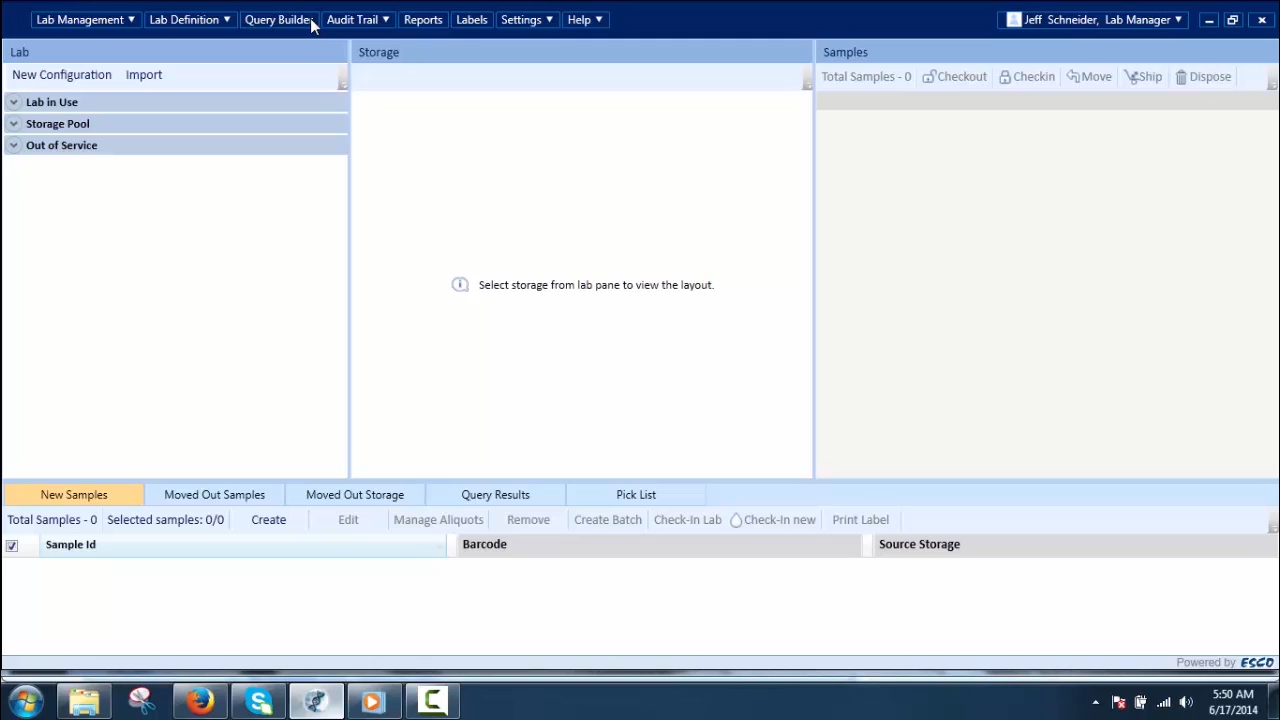 Lab Management Lab Definition Query Builder Audit Trail Reports Labels Settings Help Jeff Schneider, Lab Manager
Lab
New Configuration Import
Lab in Use
Storage Pool
Out of Service
Storage
Select storage from lab pane to view the layout.
Samples
Total Samples - 0 Checkout Checkin Move Ship Dispose
New Samples Moved Out Samples Moved Out Storage Query Results Pick List
Total Samples - 0 Selected samples: 0/0 Create Edit Manage Aliquots Remove Create Batch Check-In Lab Check-In new Print Label
Sample Id Barcode Source Storage
Powered by ESCO
5:50 AM
6/17/2014